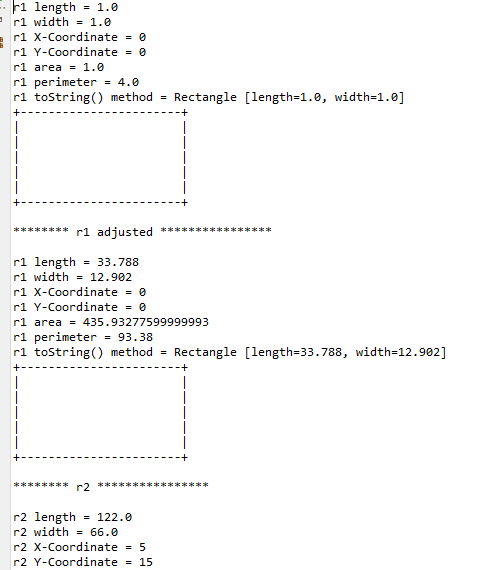 r1 length = 1.0
r1 width = 1.0
r1 X-Coordinate = 0
r1 Y-Coordinate = 0
r1 area = 1.0
r1 perimeter = 4.0
r1 toString() method = Rectangle [length=1.0, width=1.0]
+-----------------------+
|                       |
|                       |
|                       |
|                       |
|                       |
+-----------------------+
******** r1 adjusted ****************
r1 length = 33.788
r1 width = 12.902
r1 X-Coordinate = 0
r1 Y-Coordinate = 0
r1 area = 435.93277599999993
r1 perimeter = 93.38
r1 toString() method = Rectangle [length=33.788, width=12.902]
+-----------------------+
|                       |
|                       |
|                       |
|                       |
|                       |
+-----------------------+
******** r2 ****************
r2 length = 122.0
r2 width = 66.0
r2 X-Coordinate = 5
r2 Y-Coordinate = 15